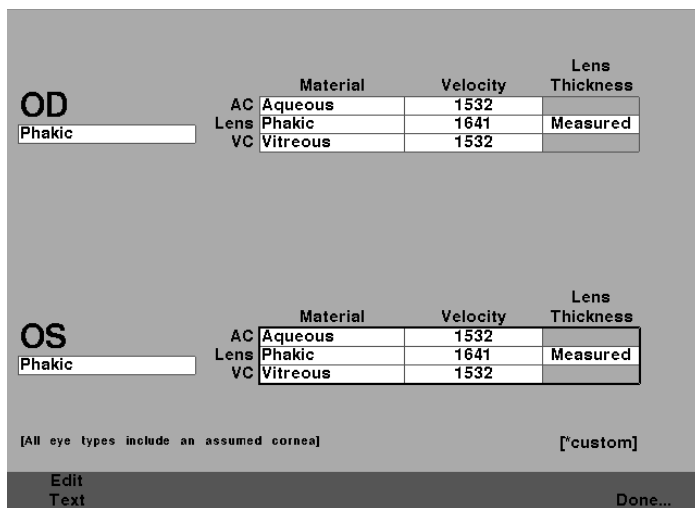 Lens
Material Velocity Thickness
OD
AC Aqueous 1532
Phakic
Lens Phakic 1641 Measured
VC Vitreous 1532
Lens
Material Velocity Thickness
OS
AC Aqueous 1532
Phakic
Lens Phakic 1641 Measured
VC Vitreous 1532
[All eye types include an assumed cornea] [*custom]
Edit
Text Done...